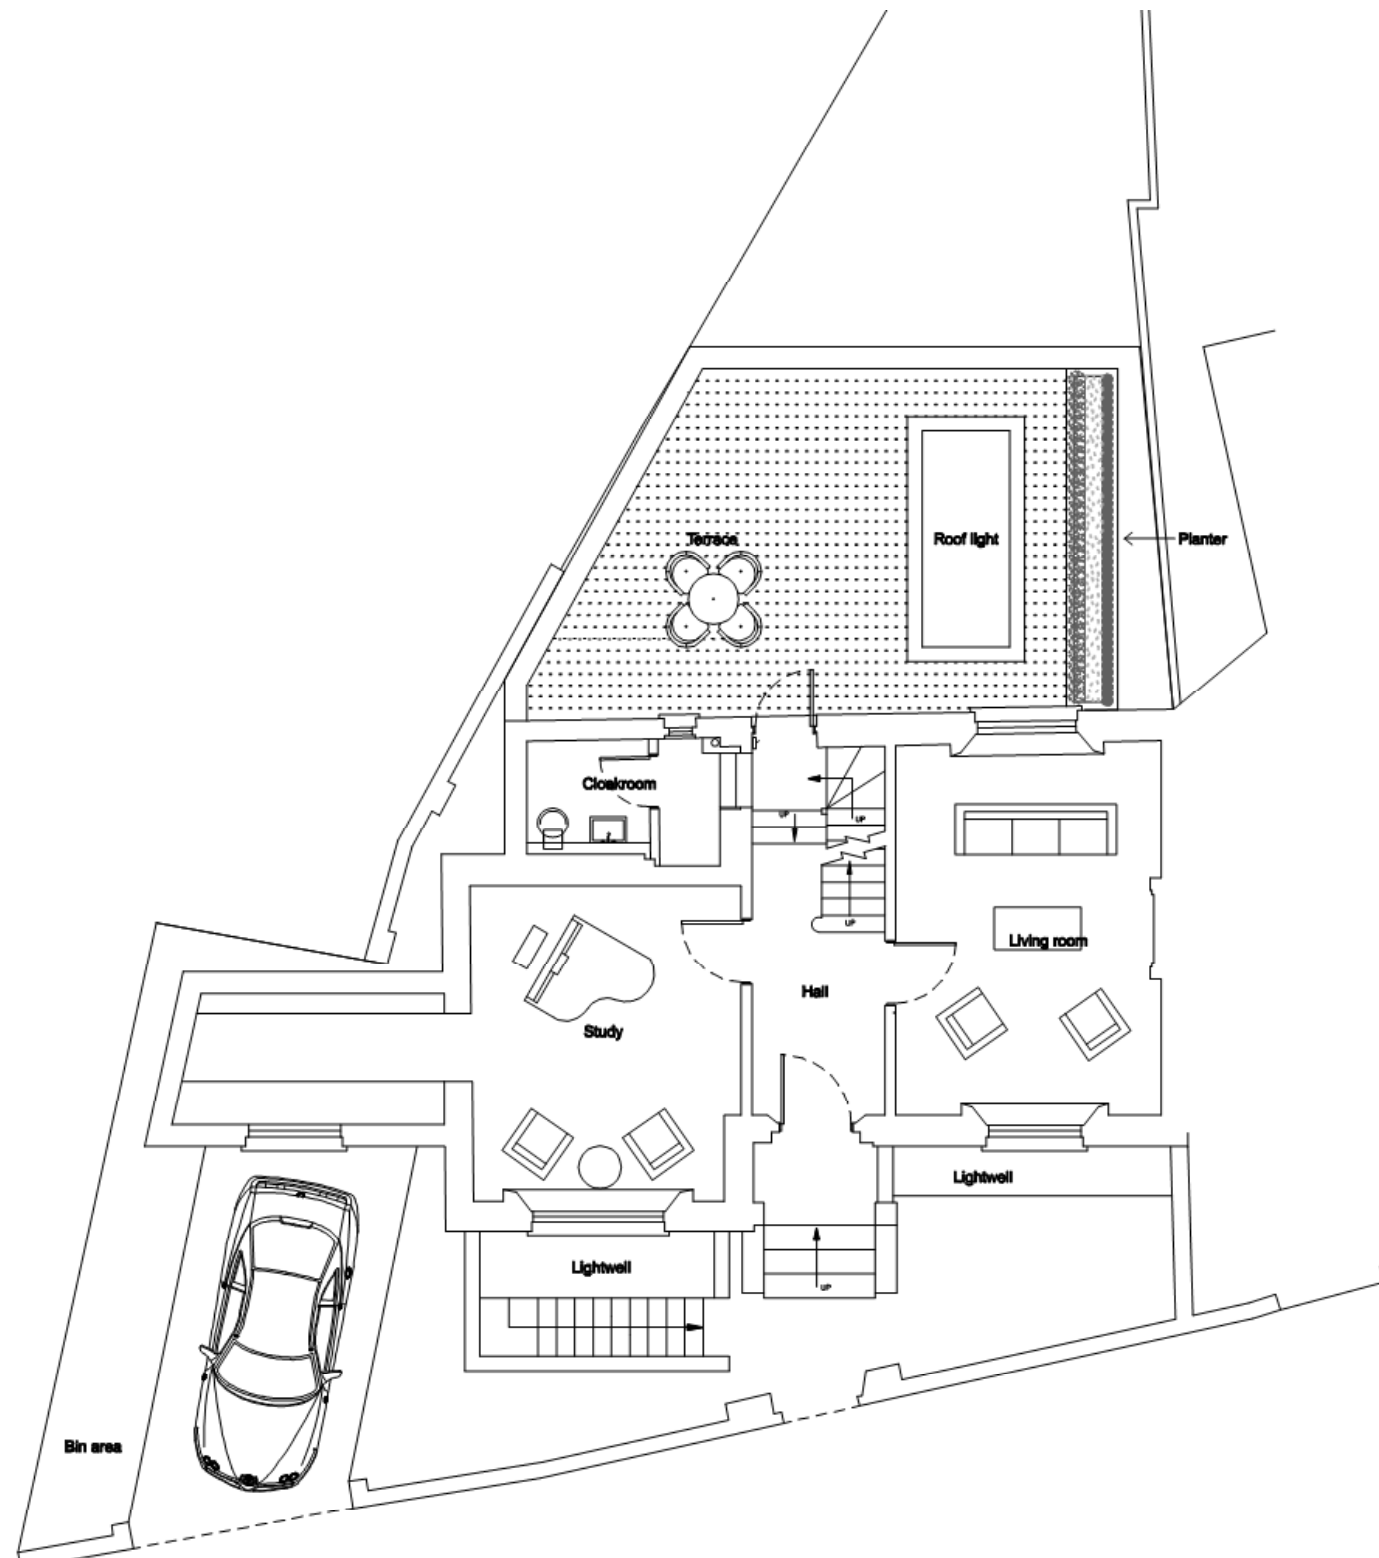 Terrace
Roof light
Planter
Cloakroom
UP
UP
UP
Living room
Hall
Study
Lightwell
Lightwell
UP
Bin area